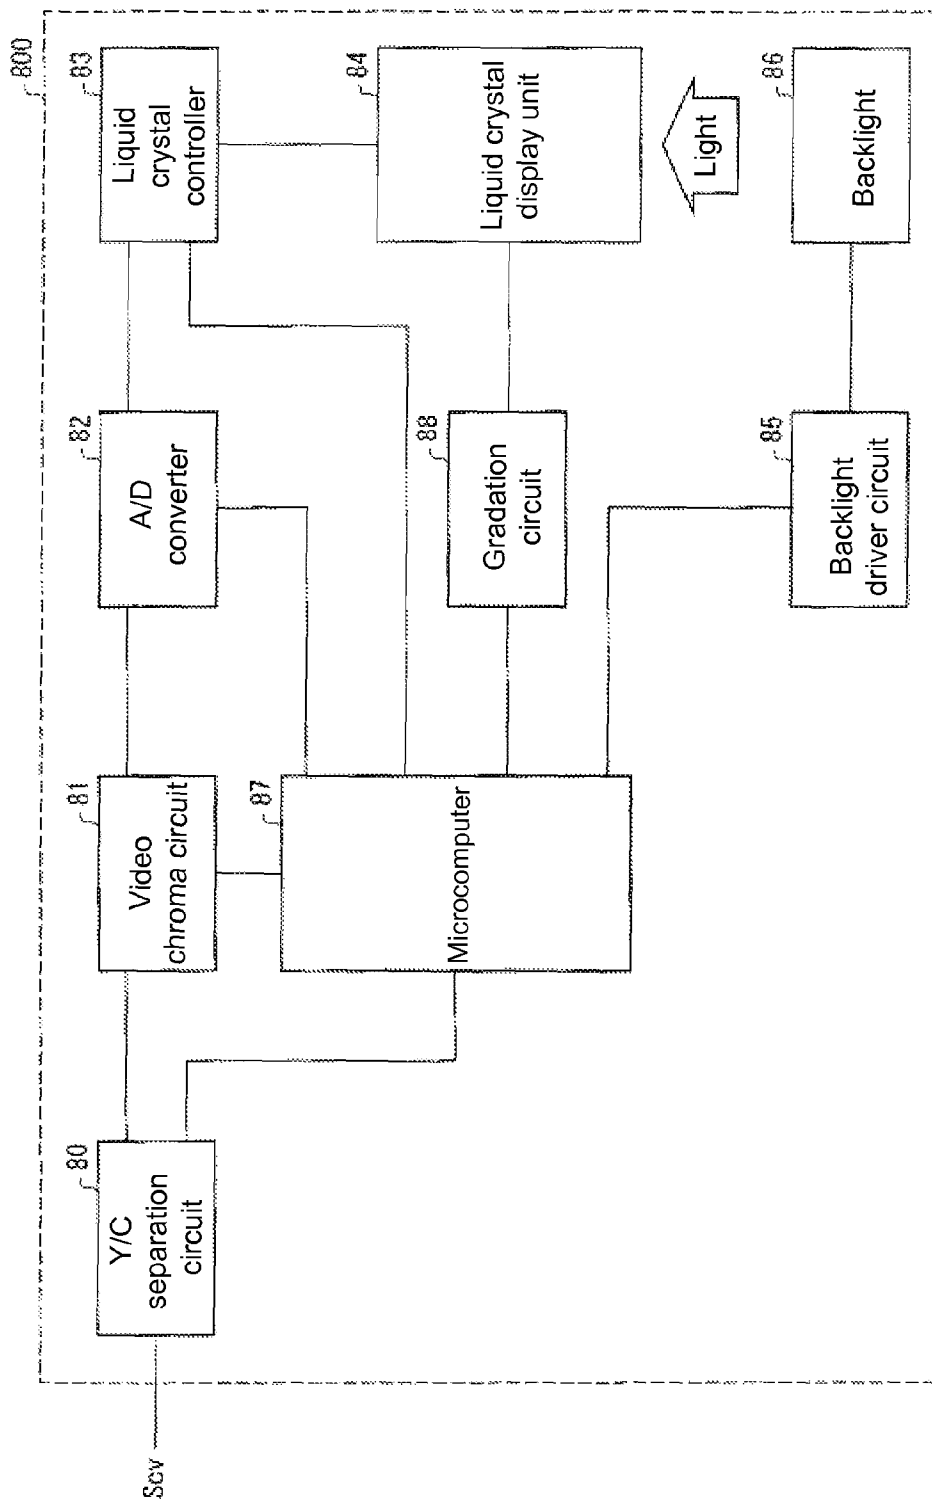 800
80
Y/C
separation
circuit
81
Video
chroma circuit
82
A/D
converter
83
Liquid
crystal
controller
Scv
87
Microcomputer
88
Gradation
circuit
84
Liquid crystal
display unit
Light
85
Backlight
driver circuit
86
Backlight